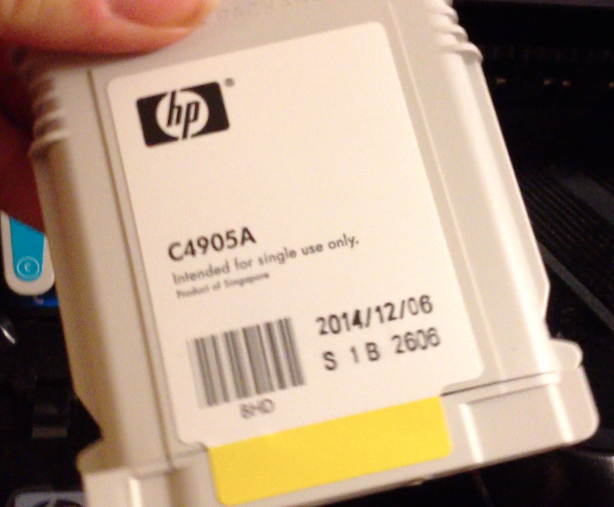 hp
C4905A
Intended for single use only.
Product of Singapore
2014/12/06
S 1 B 2606
BHD
C